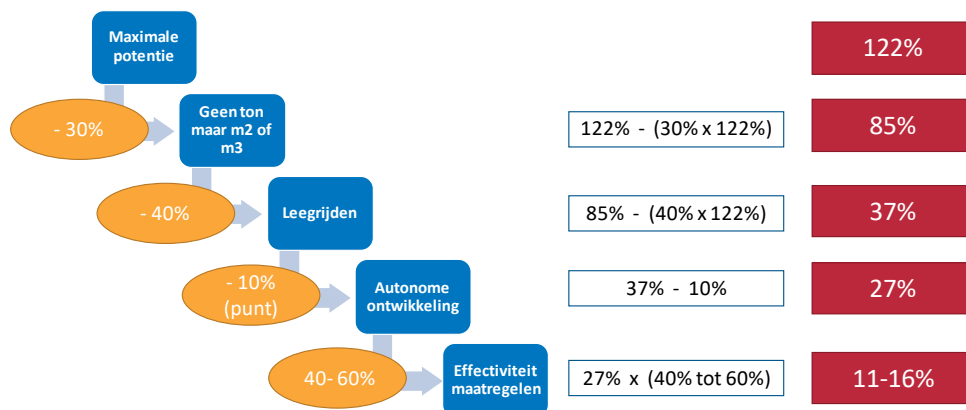 Maximale
potentie
122%
- 30%
Geen ton
maar m2 of
m3
122% - (30% x 122%)
85%
- 40%
Leegrijden
85% - (40% x 122%)
37%
- 10%
(punt)
Autonome
ontwikkeling
37% - 10%
27%
40- 60%
Effectiviteit
maatregelen
27% x (40% tot 60%)
11-16%